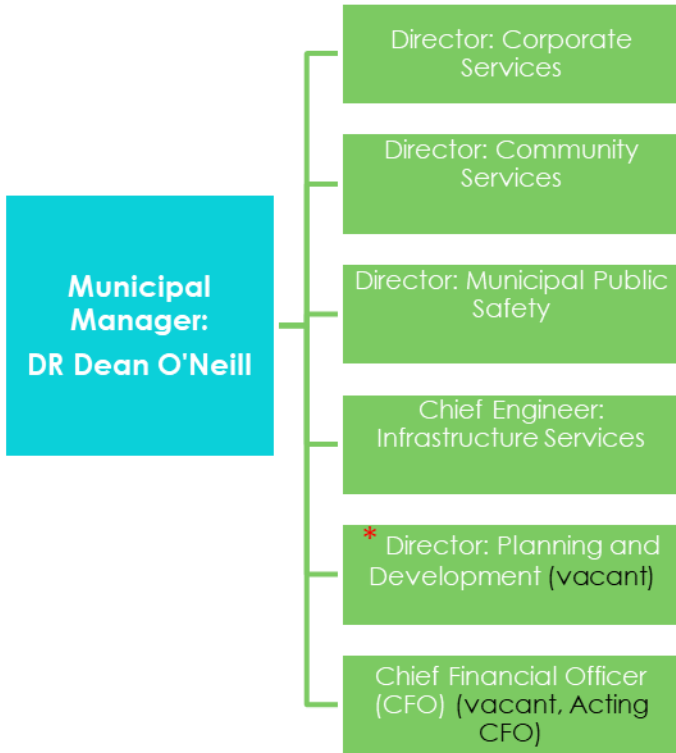 Municipal
Manager:
DR Dean O'Neill
Director: Corporate
Services
Director: Community
Services
Director: Municipal Public
Safety
Chief Engineer:
Infrastructure Services
* Director: Planning and
Development (vacant)
Chief Financial Officer
(CFO) (vacant, Acting
CFO)